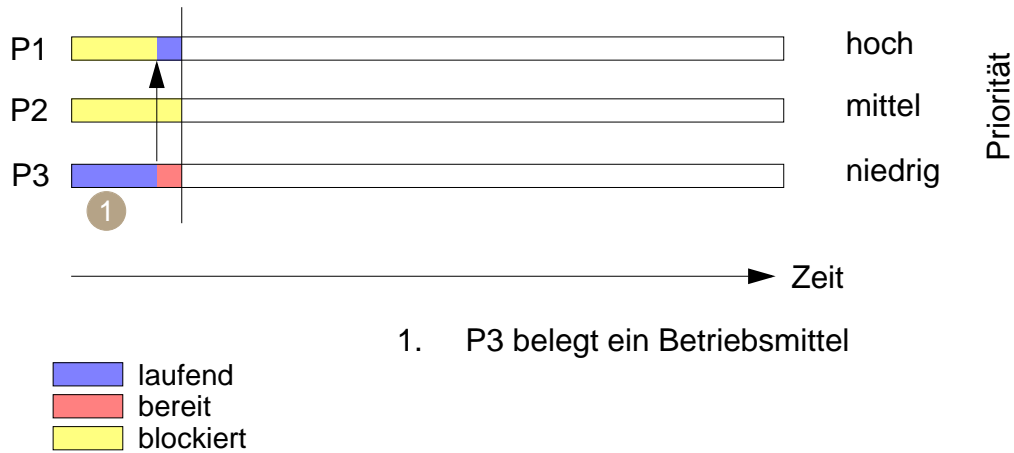 P1 hoch
P2 mittel
P3 niedrig
Priorität
1
Zeit
1. P3 belegt ein Betriebsmittel
laufend
bereit
blockiert